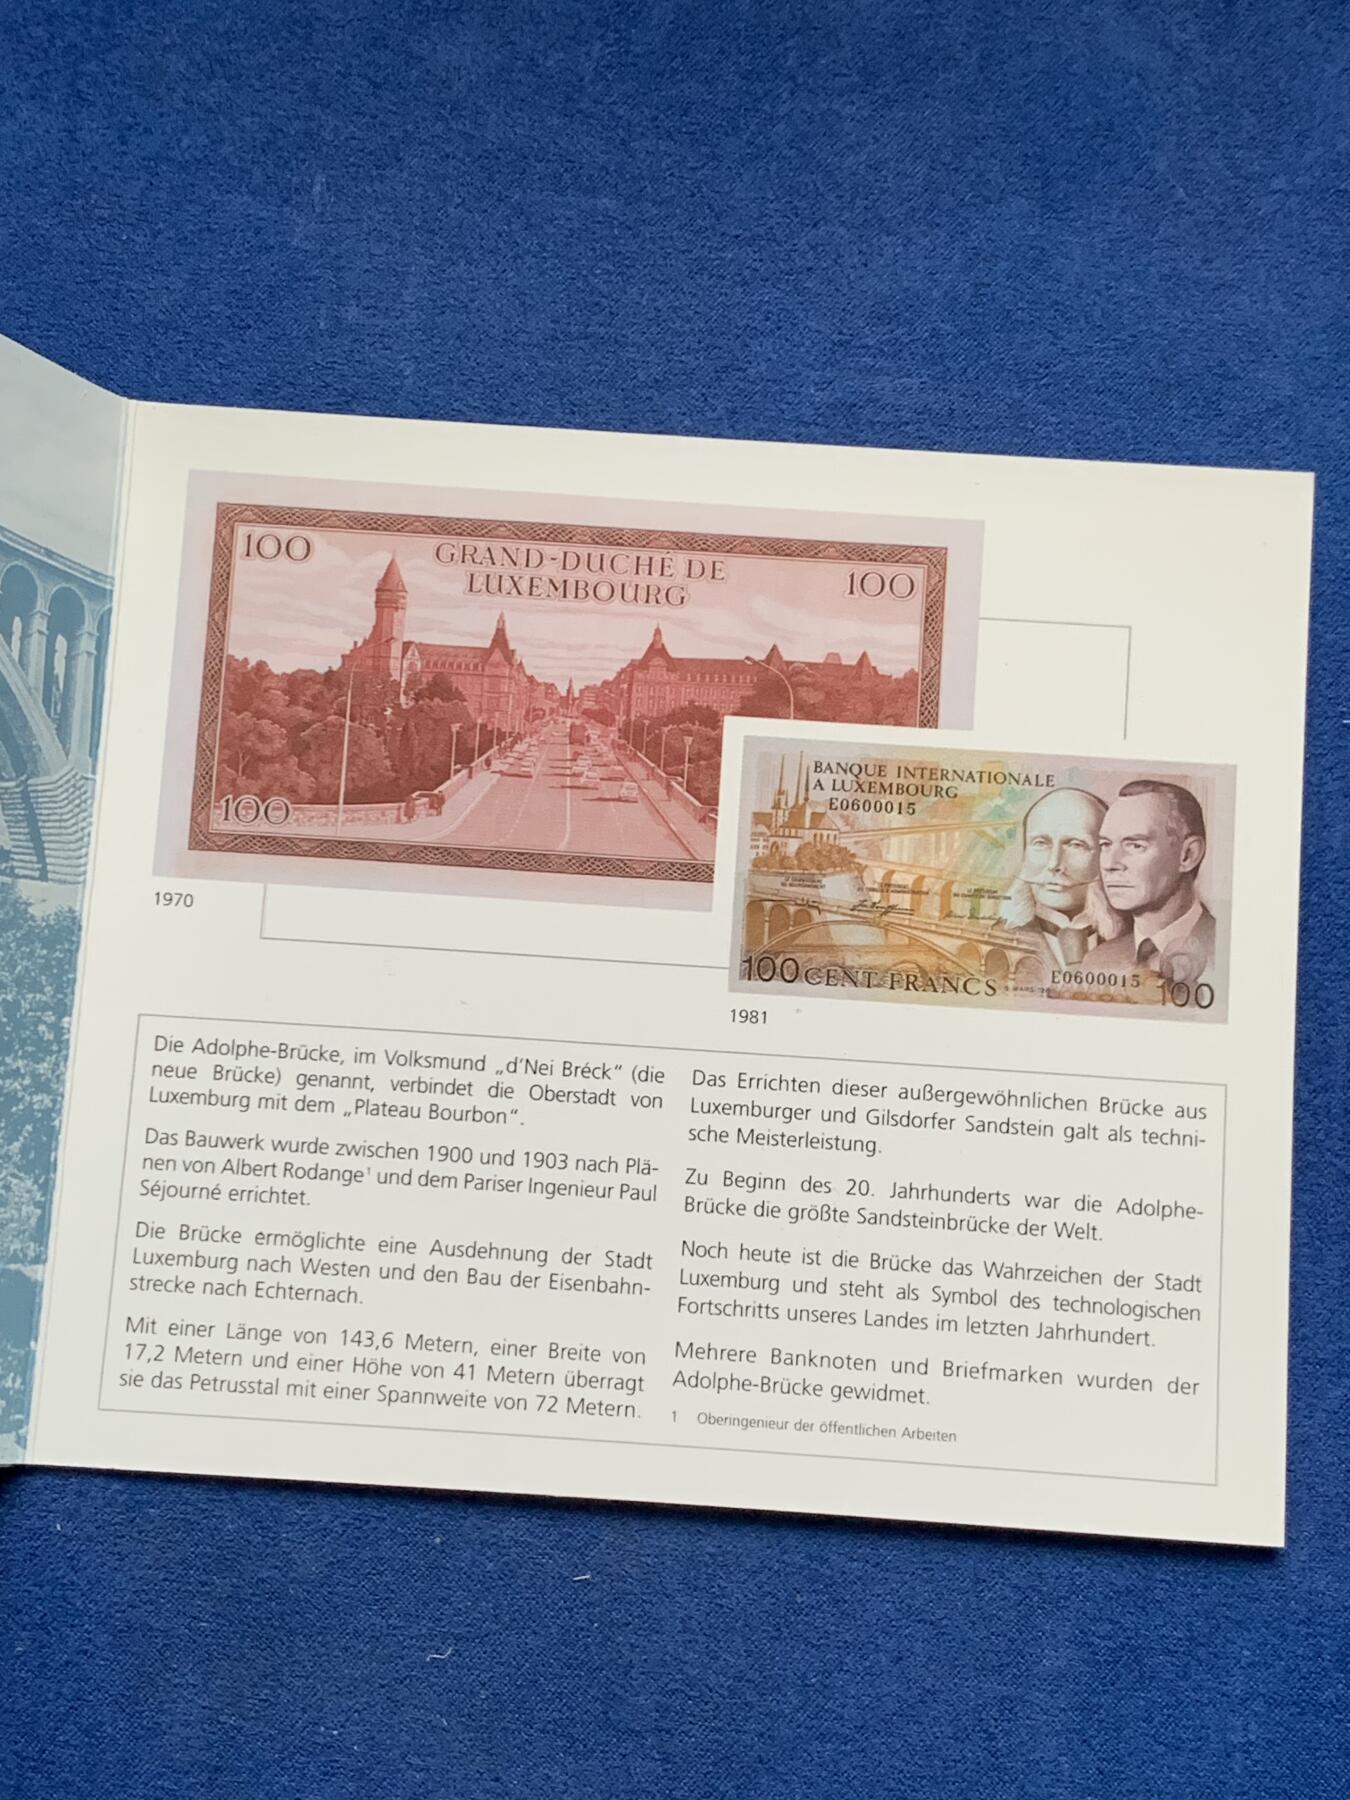 100
GRAND-DUCHÉ DE
LUXEMBOURG
100
100
1970
BANQUE INTERNATIONALE
A LUXEMBOURG
E0600015
100 CENT FRANCS
E0600015
100
1981
Die Adolphe-Brücke, im Volksmund „d'Nei Bréck“ (die
neue Brücke) genannt, verbindet die Oberstadt von
Luxemburg mit dem „Plateau Bourbon“.
Das Bauwerk wurde zwischen 1900 und 1903 nach Plä-
nen von Albert Rodange¹ und dem Pariser Ingenieur Paul
Séjourné errichtet.
Die Brücke ermöglichte eine Ausdehnung der Stadt
Luxemburg nach Westen und den Bau der Eisenbahn-
strecke nach Echternach.
Mit einer Länge von 143,6 Metern, einer Breite von
17,2 Metern und einer Höhe von 41 Metern überragt
sie das Petrusstal mit einer Spannweite von 72 Metern.
Das Errichten dieser außergewöhnlichen Brücke aus
Luxemburger und Gilsdorfer Sandstein galt als techni-
sche Meisterleistung.
Zu Beginn des 20. Jahrhunderts war die Adolphe-
Brücke die größte Sandsteinbrücke der Welt.
Noch heute ist die Brücke das Wahrzeichen der Stadt
Luxemburg und steht als Symbol des technologischen
Fortschritts unseres Landes im letzten Jahrhundert.
Mehrere Banknoten und Briefmarken wurden der
Adolphe-Brücke gewidmet.
1 Oberingenieur der öffentlichen Arbeiten